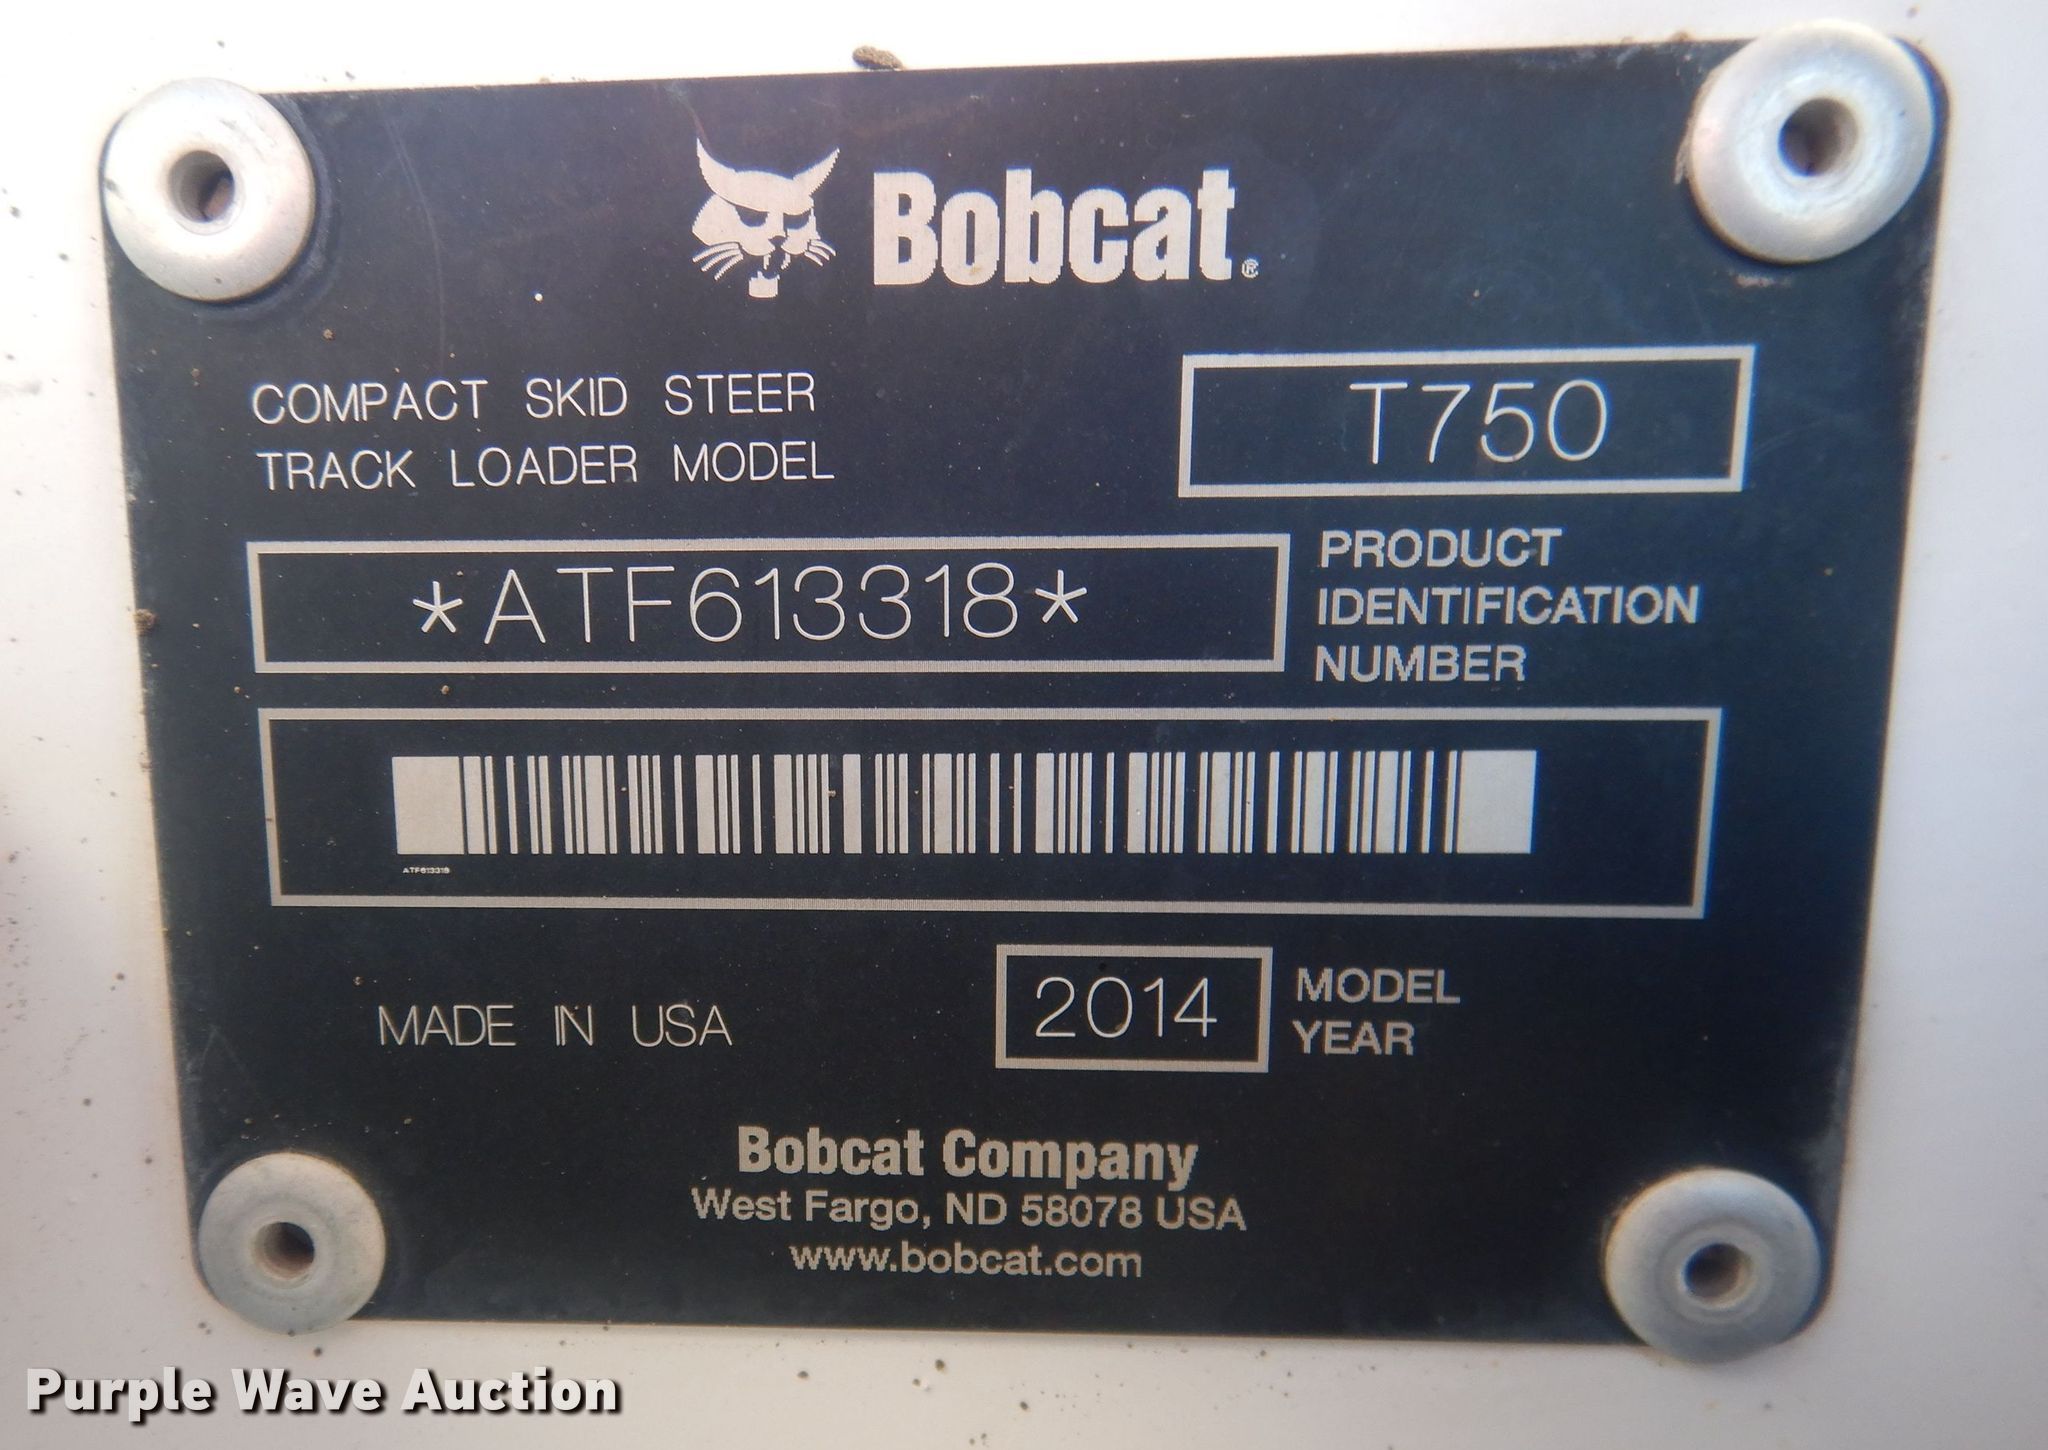 Bobcat®
COMPACT SKID STEER
TRACK LOADER MODEL
T750
*ATF613318*
PRODUCT
IDENTIFICATION
NUMBER
ATF613318
MADE IN USA
2014
MODEL
YEAR
Bobcat Company
West Fargo, ND 58078 USA
www.bobcat.com
Purple Wave Auction